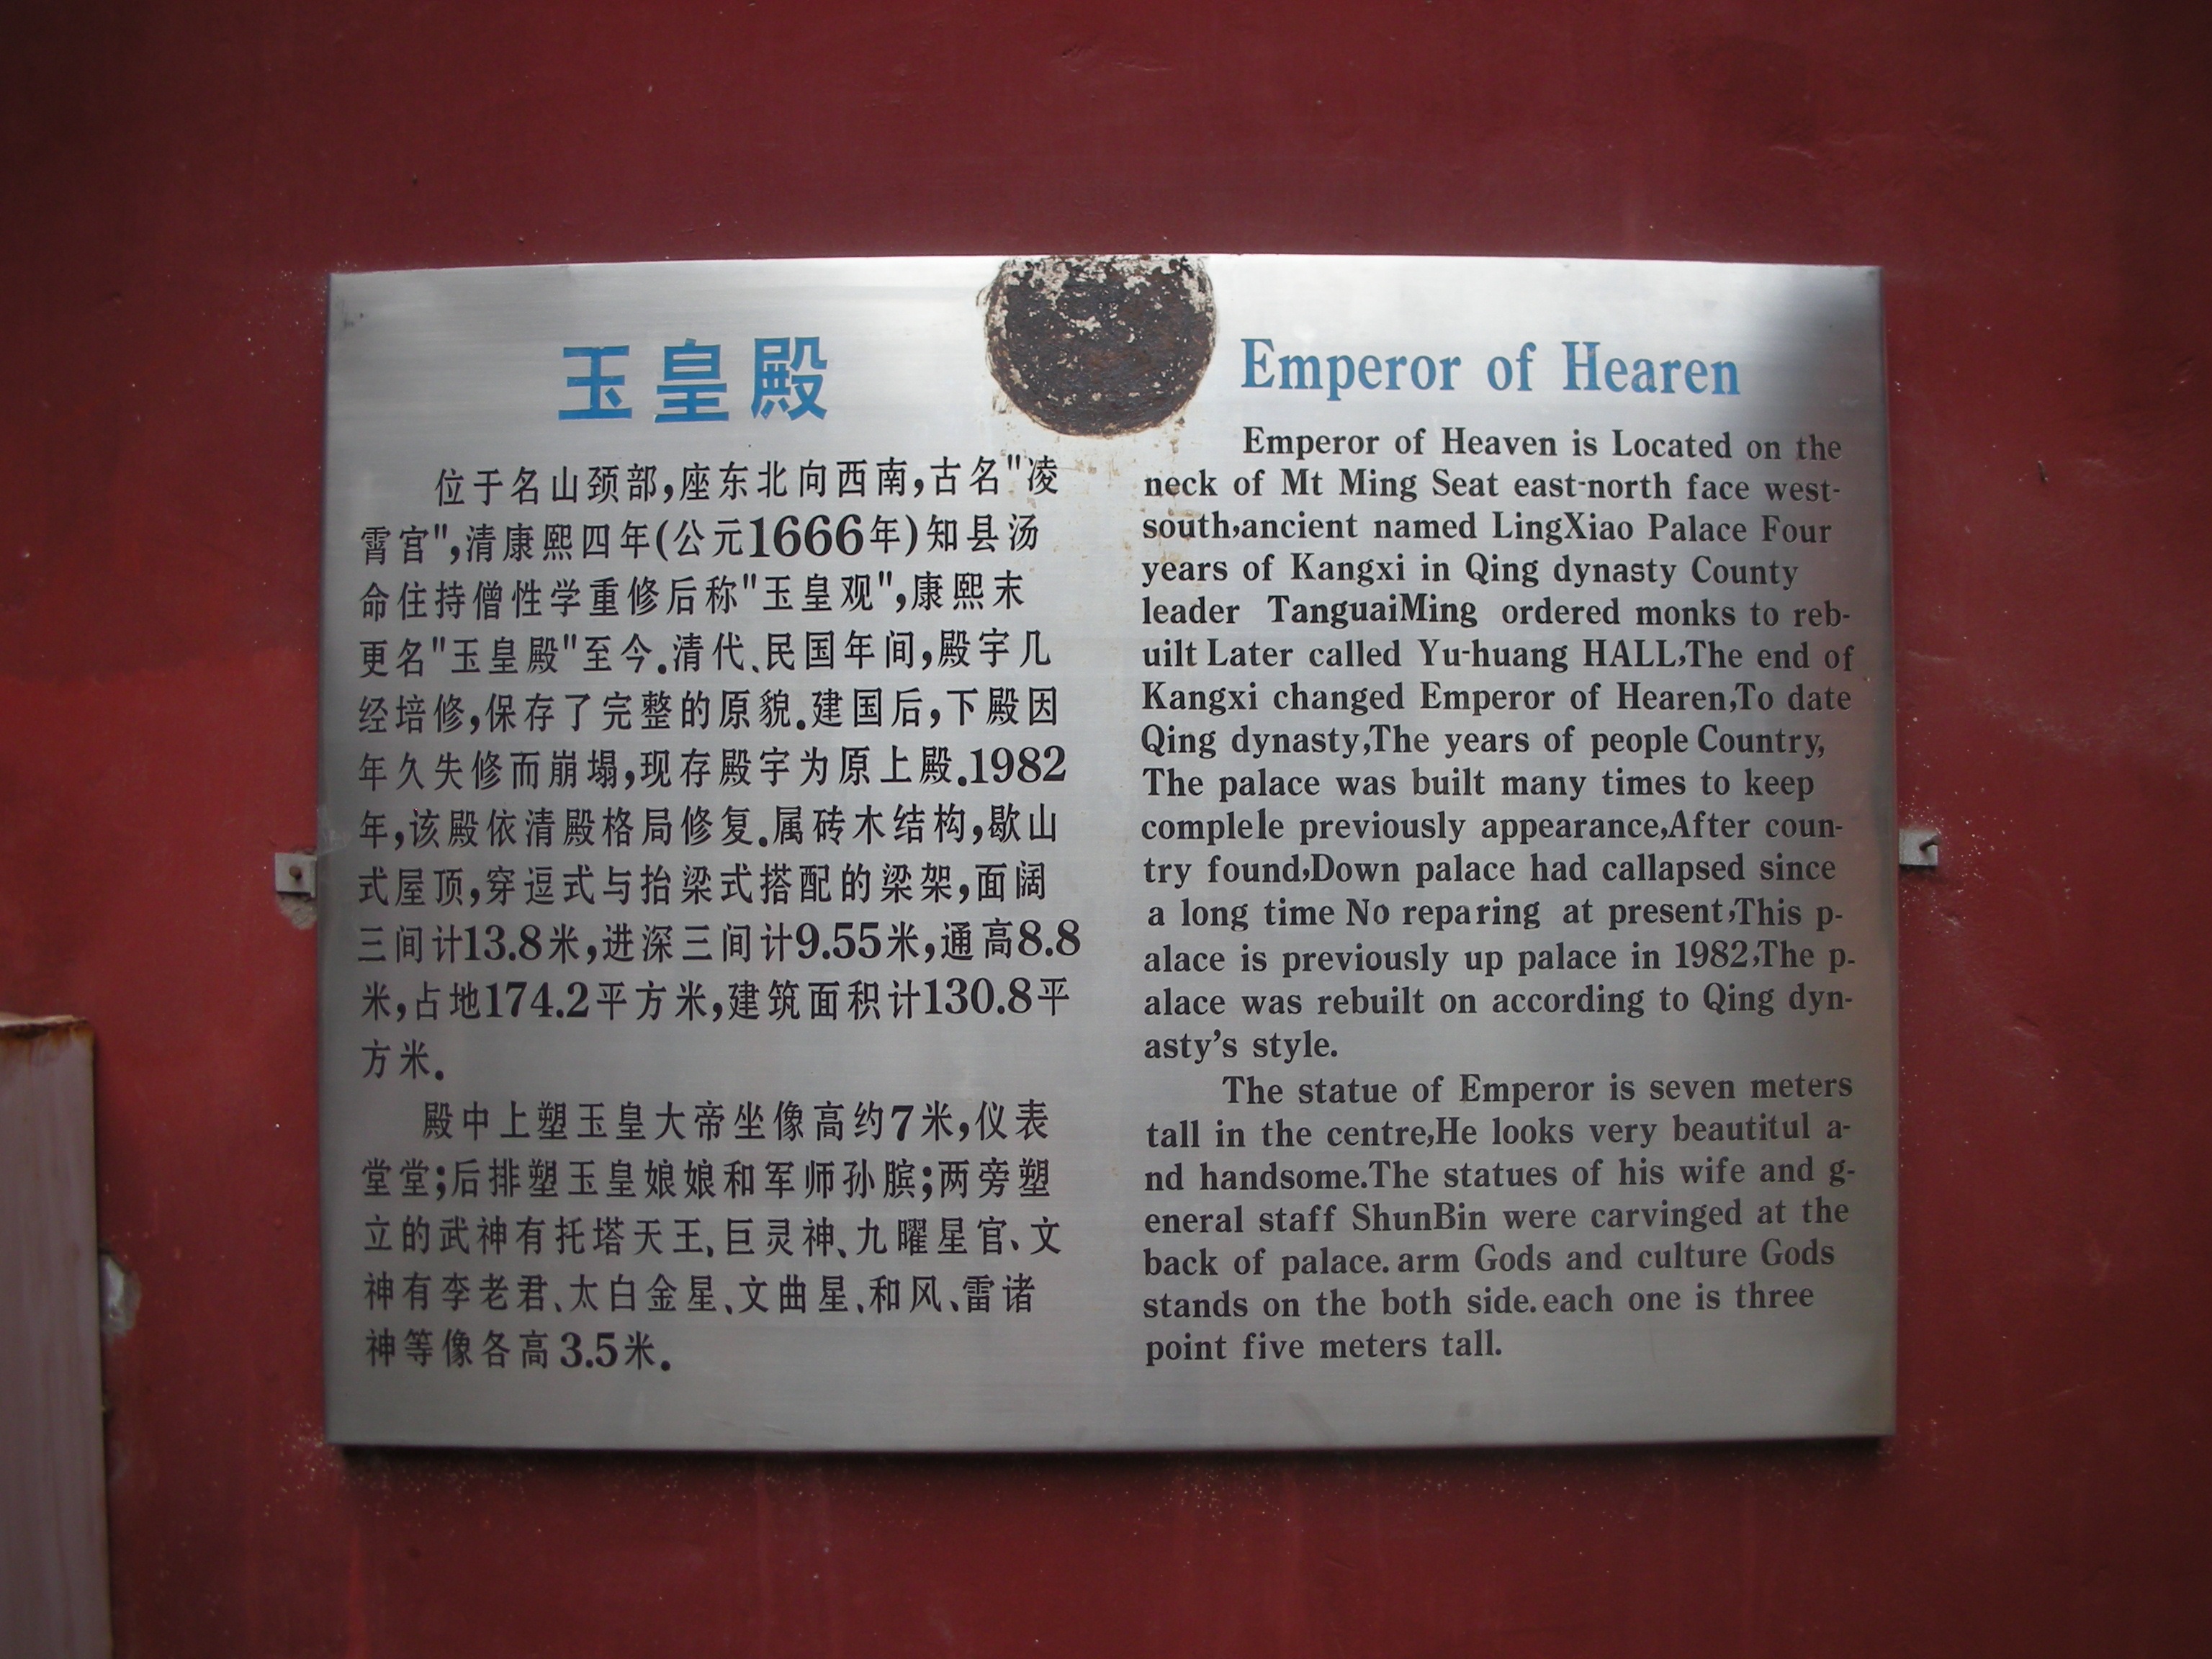 玉皇殿
位于名山颈部,座东北向西南,古名"凌
霄宫",清康熙四年(公元1666年)知县汤
命住持僧性学重修后称"玉皇观",康熙末
更名"玉皇殿"至今.清代、民国年间,殿宇几
经培修,保存了完整的原貌.建国后,下殿因
年久失修而崩塌,现存殿宇为原上殿.1982
年,该殿依清殿格局修复.属砖木结构,歇山
式屋顶,穿逗式与抬梁式搭配的梁架,面阔
三间计13.8米,进深三间计9.55米,通高8.8
米,占地174.2平方米,建筑面积计130.8平
方米.
殿中上塑玉皇大帝坐像高约7米,仪表
堂堂;后排塑玉皇娘娘和军师孙膑;两旁塑
立的武神有托塔天王、巨灵神、九曜星官、文
神有李老君、太白金星、文曲星、和风、雷诸
神等像各高3.5米.
Emperor of Hearen
Emperor of Heaven is Located on the
neck of Mt Ming Seat east-north face west-
south,ancient named LingXiao Palace Four
years of Kangxi in Qing dynasty County
leader TanguaiMing ordered monks to reb-
uilt Later called Yu-huang HALL,The end of
Kangxi changed Emperor of Hearen,To date
Qing dynasty,The years of people Country,
The palace was built many times to keep
complele previously appearance,After coun-
try found,Down palace had callapsed since
a long time No reparing at present,This p-
alace is previously up palace in 1982,The p-
alace was rebuilt on according to Qing dyn-
asty's style.
The statue of Emperor is seven meters
tall in the centre,He looks very beautitul a-
nd handsome.The statues of his wife and g-
eneral staff ShunBin were carvinged at the
back of palace. arm Gods and culture Gods
stands on the both side. each one is three
point five meters tall.